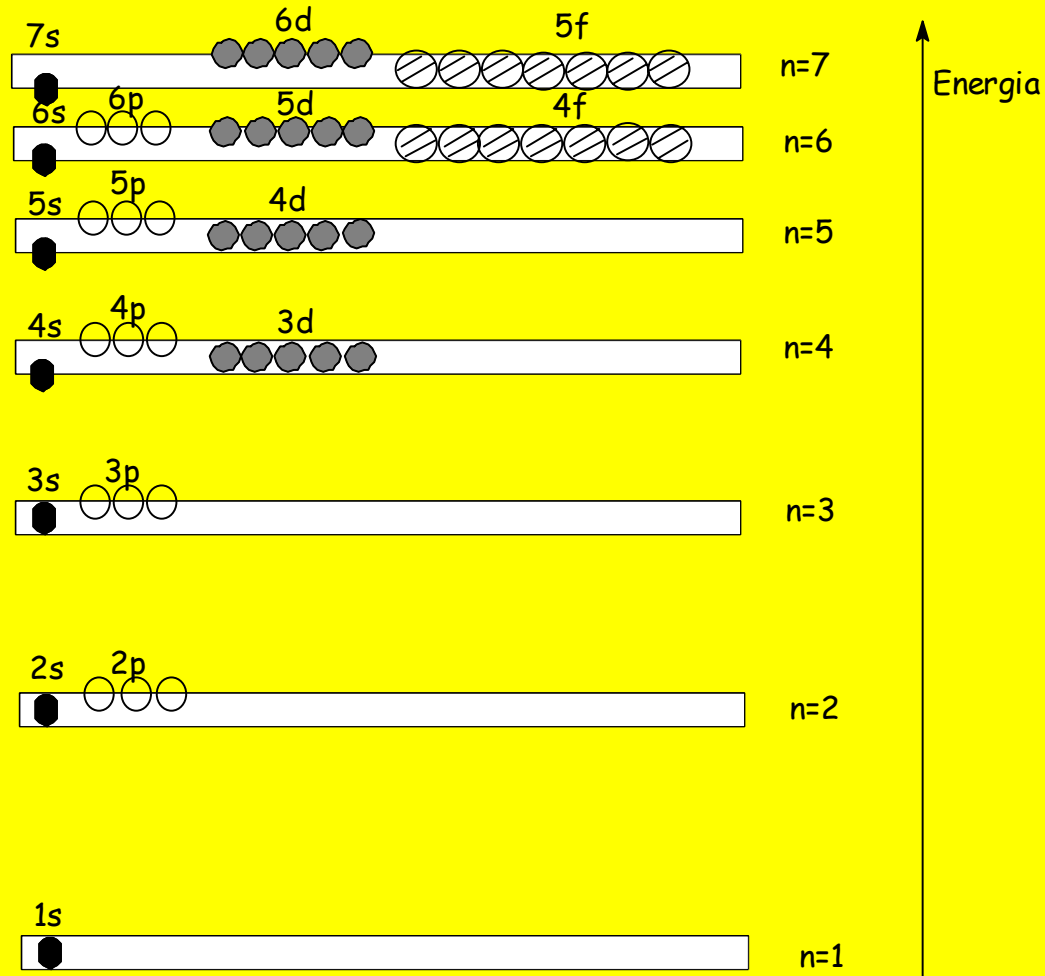 7s 6d 5f n=7
Energia
6s 6p 5d 4f n=6
5s 5p 4d n=5
4s 4p 3d n=4
3s 3p n=3
2s 2p n=2
1s n=1